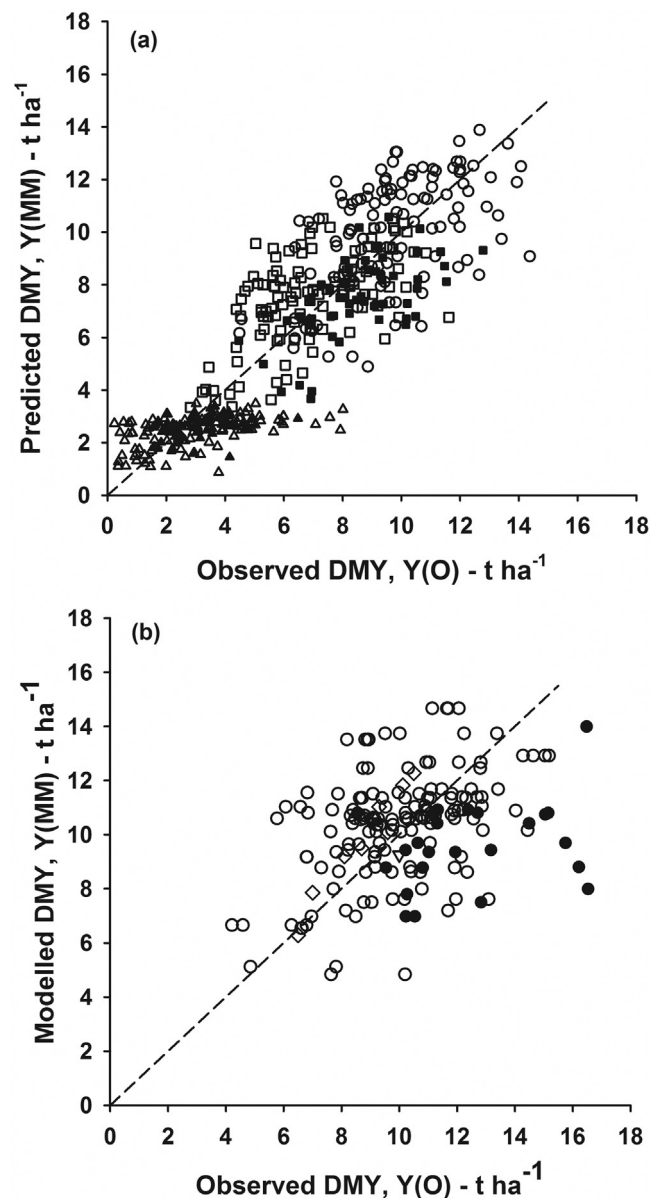 (a)
18
16
14
12
10
8
6
4
2
0
Predicted DMY, Y(MM) - t ha⁻¹
0 2 4 6 8 10 12 14 16 18
Observed DMY, Y(O) - t ha⁻¹
(b)
18
16
14
12
10
8
6
4
2
0
Modelled DMY, Y(MM) - t ha⁻¹
0 2 4 6 8 10 12 14 16 18
Observed DMY, Y(O) - t ha⁻¹